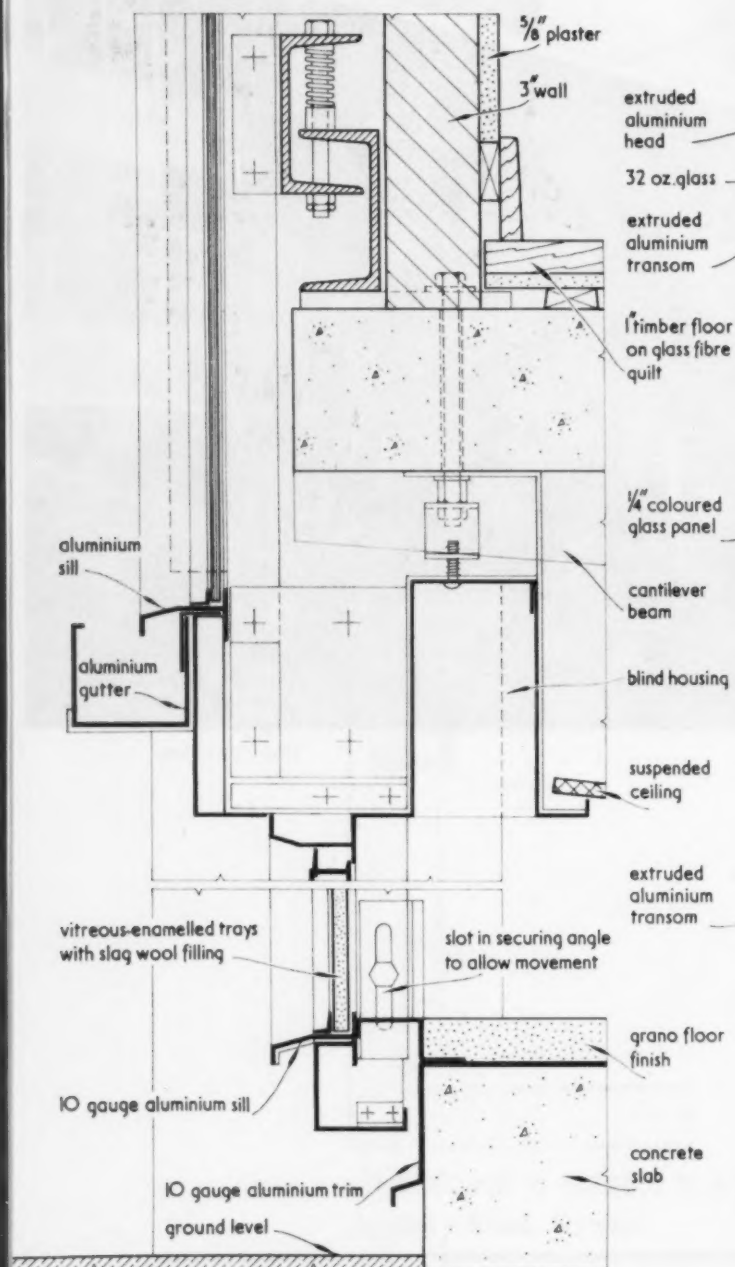 5/8" plaster
3" wall
extruded
aluminium
head
32 oz. glass
extruded
aluminium
transom
1" timber floor
on glass fibre
quilt
1/4" coloured
glass panel
cantilever
beam
aluminium
sill
aluminium
gutter
blind housing
suspended
ceiling
extruded
aluminium
transom
vitreous-enamelled trays
with slag wool filling
slot in securing angle
to allow movement
grano floor
finish
10 gauge aluminium sill
concrete
slab
10 gauge aluminium trim
ground level